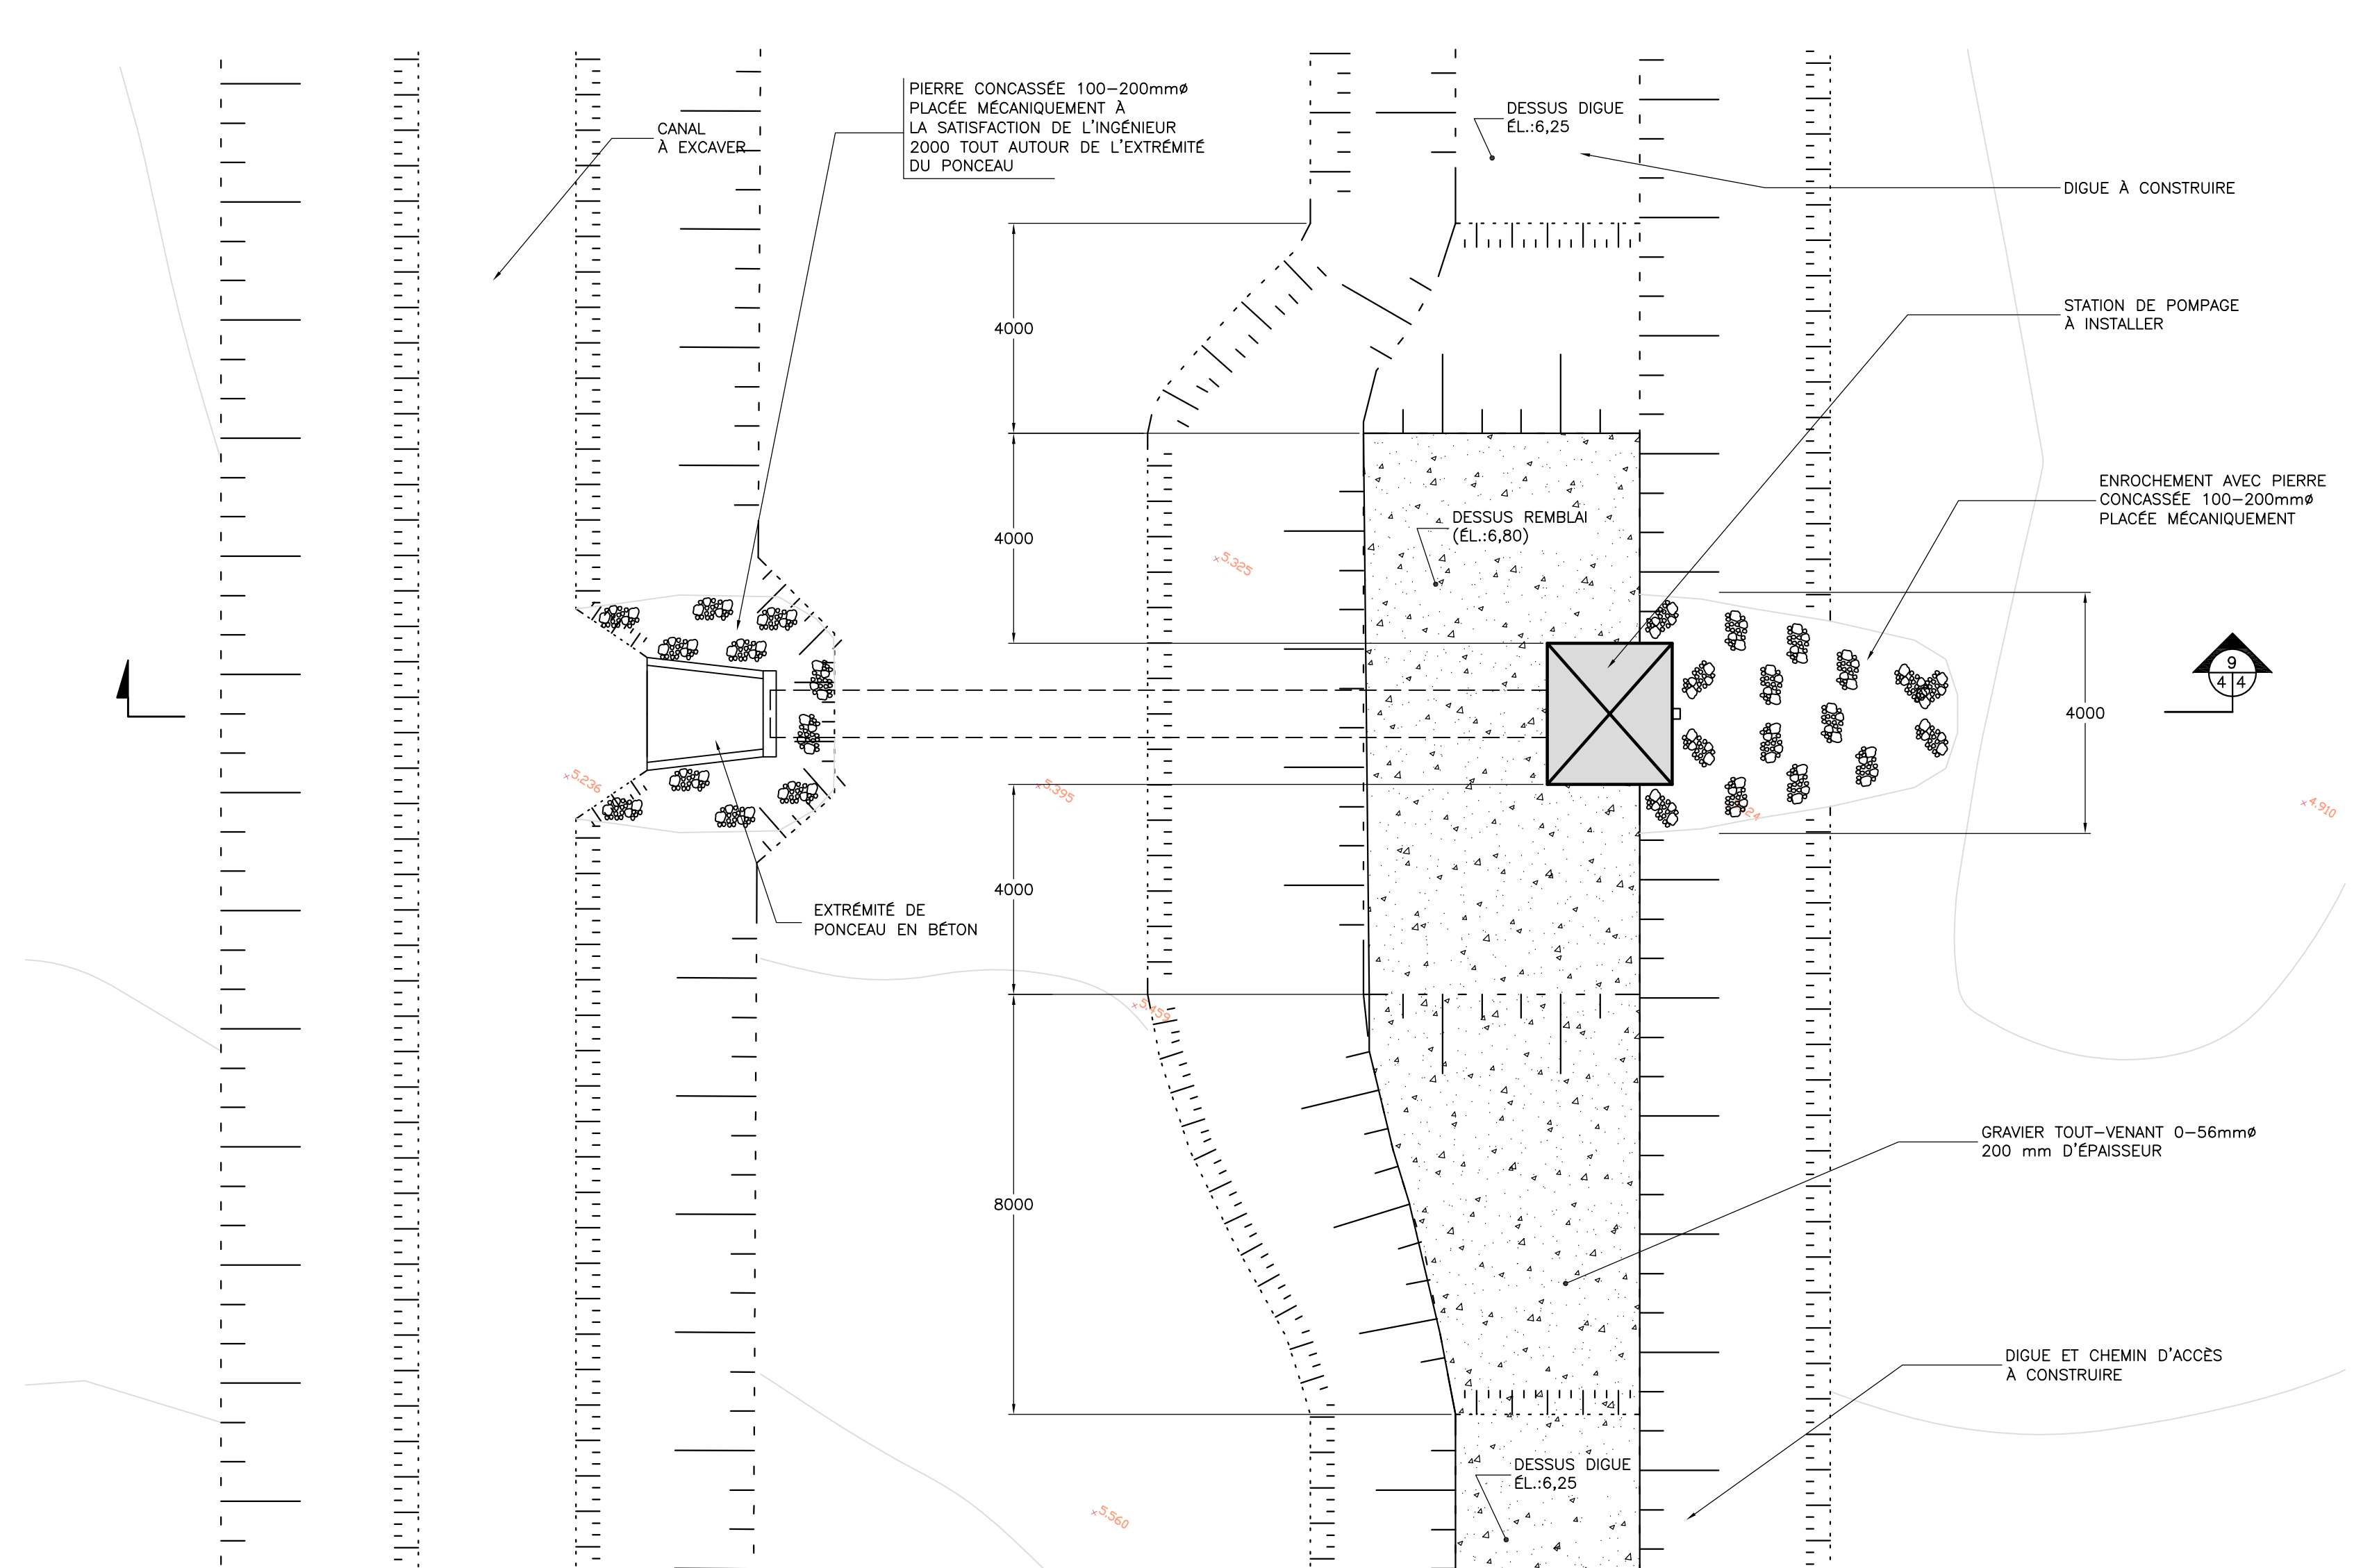 PIERRE CONCASSÉE 100-200mmø
PLACÉE MÉCANIQUEMENT À
LA SATISFACTION DE L'INGÉNIEUR
2000 TOUT AUTOUR DE L'EXTRÉMITÉ
DU PONCEAU
CANAL
À EXCAVER
DESSUS DIGUE
ÉL.:6,25
DIGUE À CONSTRUIRE
STATION DE POMPAGE
À INSTALLER
4000
ENROCHEMENT AVEC PIERRE
CONCASSÉE 100-200mmø
PLACÉE MÉCANIQUEMENT
4000
DESSUS REMBLAI
(ÉL.:6,80)
5.325
9
4 4
4000
5.236
5.395
4.910
4000
EXTRÉMITÉ DE
PONCEAU EN BÉTON
5.459
GRAVIER TOUT-VENANT 0-56mmø
200 mm D'ÉPAISSEUR
8000
DIGUE ET CHEMIN D'ACCÈS
À CONSTRUIRE
DESSUS DIGUE
ÉL.:6,25
5.560